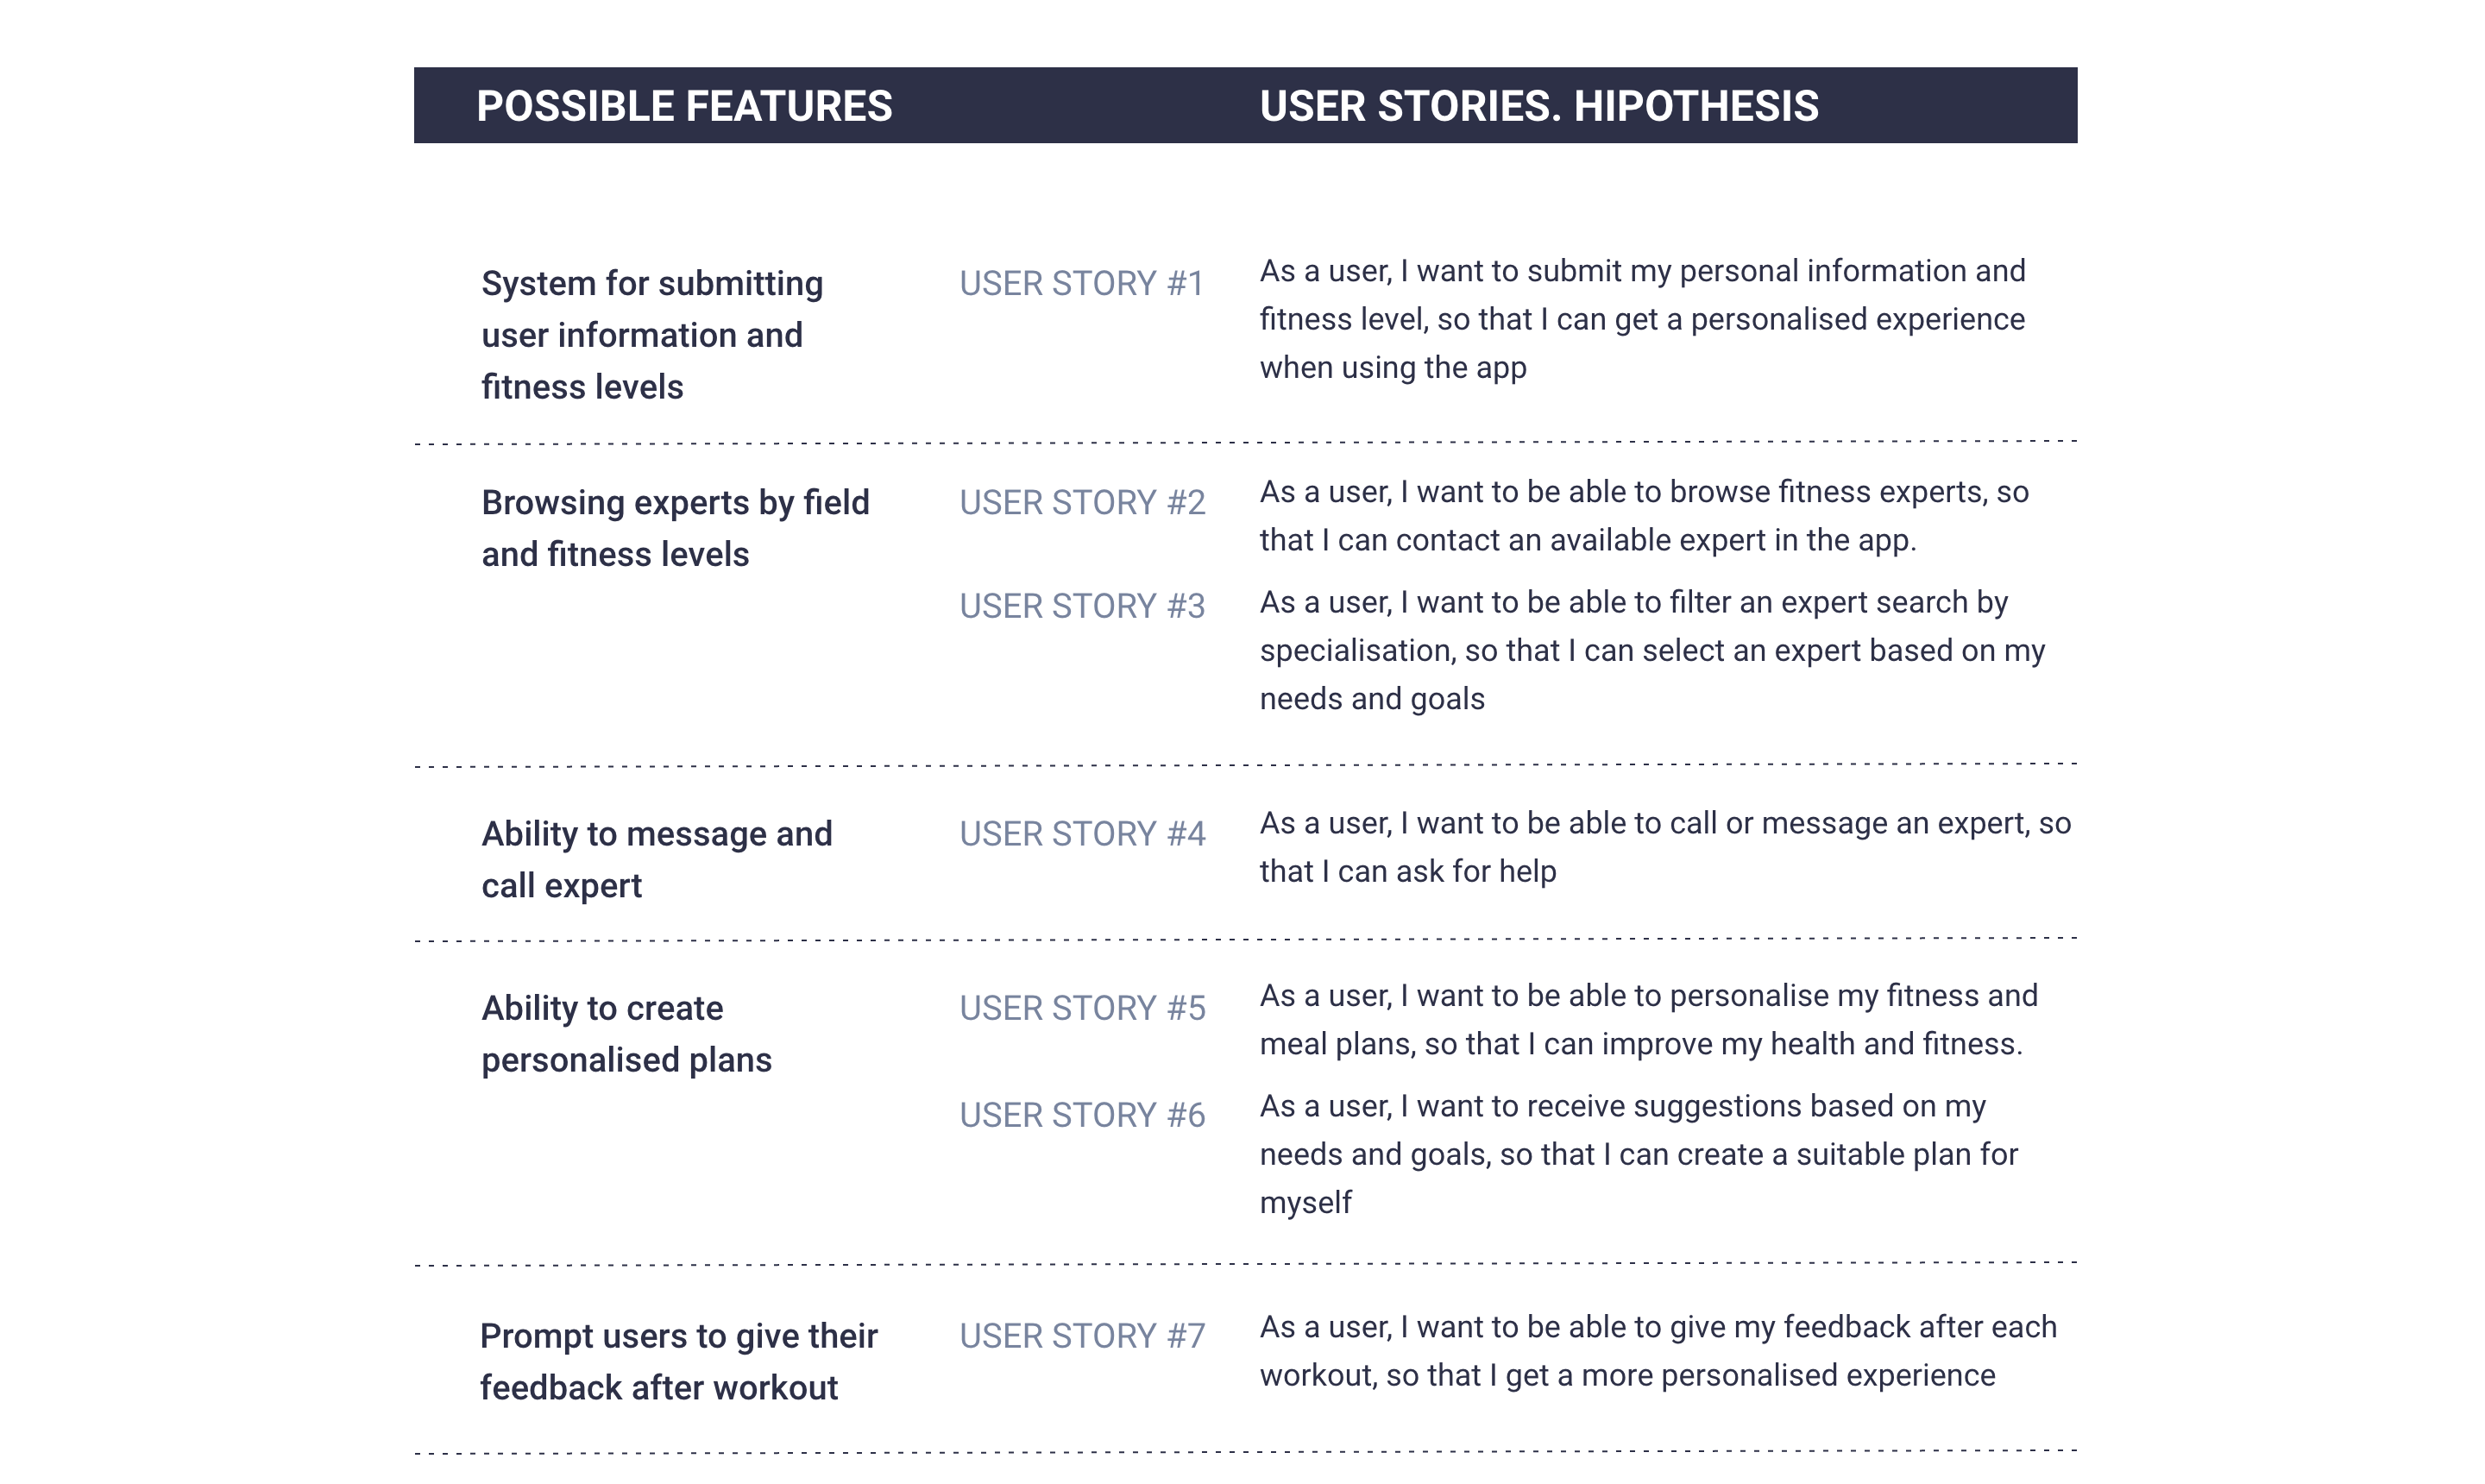 POSSIBLE FEATURES
USER STORIES. HIPOTHESIS
System for submitting
user information and
fitness levels
USER STORY #1
As a user, I want to submit my personal information and
fitness level, so that I can get a personalised experience
when using the app
Browsing experts by field
and fitness levels
USER STORY #2
As a user, I want to be able to browse fitness experts, so
that I can contact an available expert in the app.
USER STORY #3
As a user, I want to be able to filter an expert search by
specialisation, so that I can select an expert based on my
needs and goals
Ability to message and
call expert
USER STORY #4
As a user, I want to be able to call or message an expert, so
that I can ask for help
Ability to create
personalised plans
USER STORY #5
As a user, I want to be able to personalise my fitness and
meal plans, so that I can improve my health and fitness.
USER STORY #6
As a user, I want to receive suggestions based on my
needs and goals, so that I can create a suitable plan for
myself
Prompt users to give their
feedback after workout
USER STORY #7
As a user, I want to be able to give my feedback after each
workout, so that I get a more personalised experience